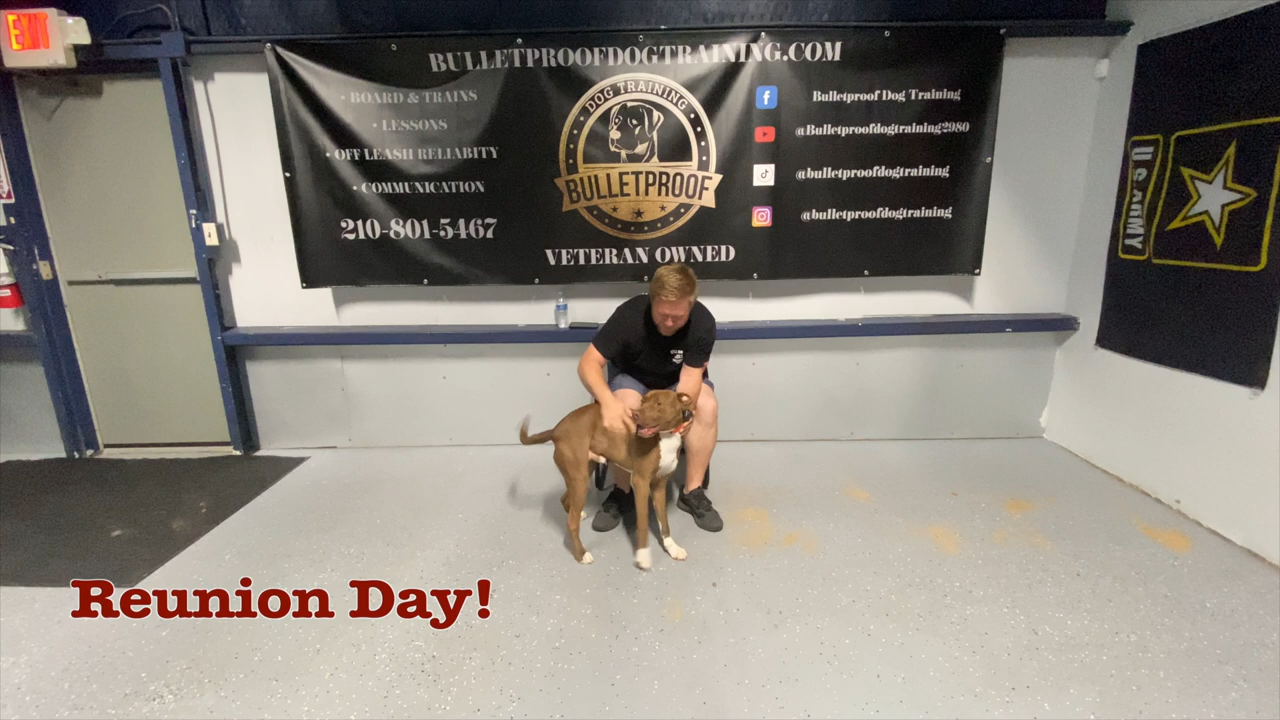 EXIT
BULLETPROOFDOGTRAINING.COM
• BOARD & TRAINS
• LESSONS
• OFF LEASH RELIABITY
• COMMUNICATION
210-801-5467
DOG TRAINING
BULLETPROOF
VETERAN OWNED
Bulletproof Dog Training
@Bulletproofdogtraining2980
@bulletproofdogtraining
@bulletproofdogtraining
U.S. ARMY
Reunion Day!